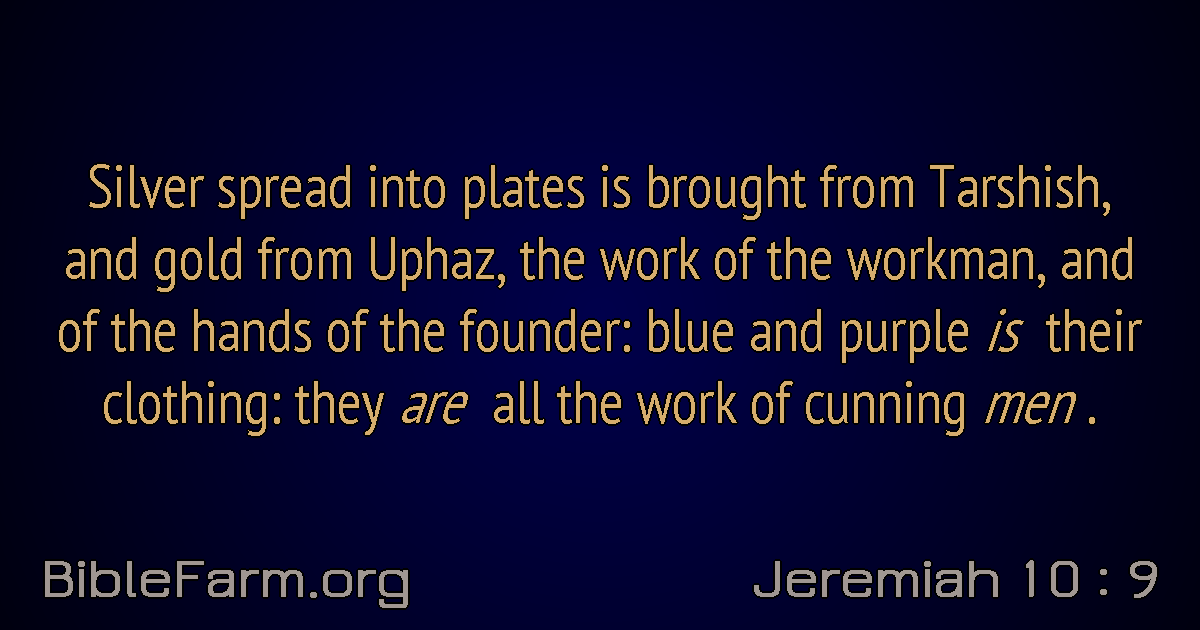 Silver spread into plates is brought from Tarshish,
and gold from Uphaz, the work of the workman, and
of the hands of the founder: blue and purple is their
clothing: they are all the work of cunning men .
BibleFarm.org
Jeremiah 10 : 9